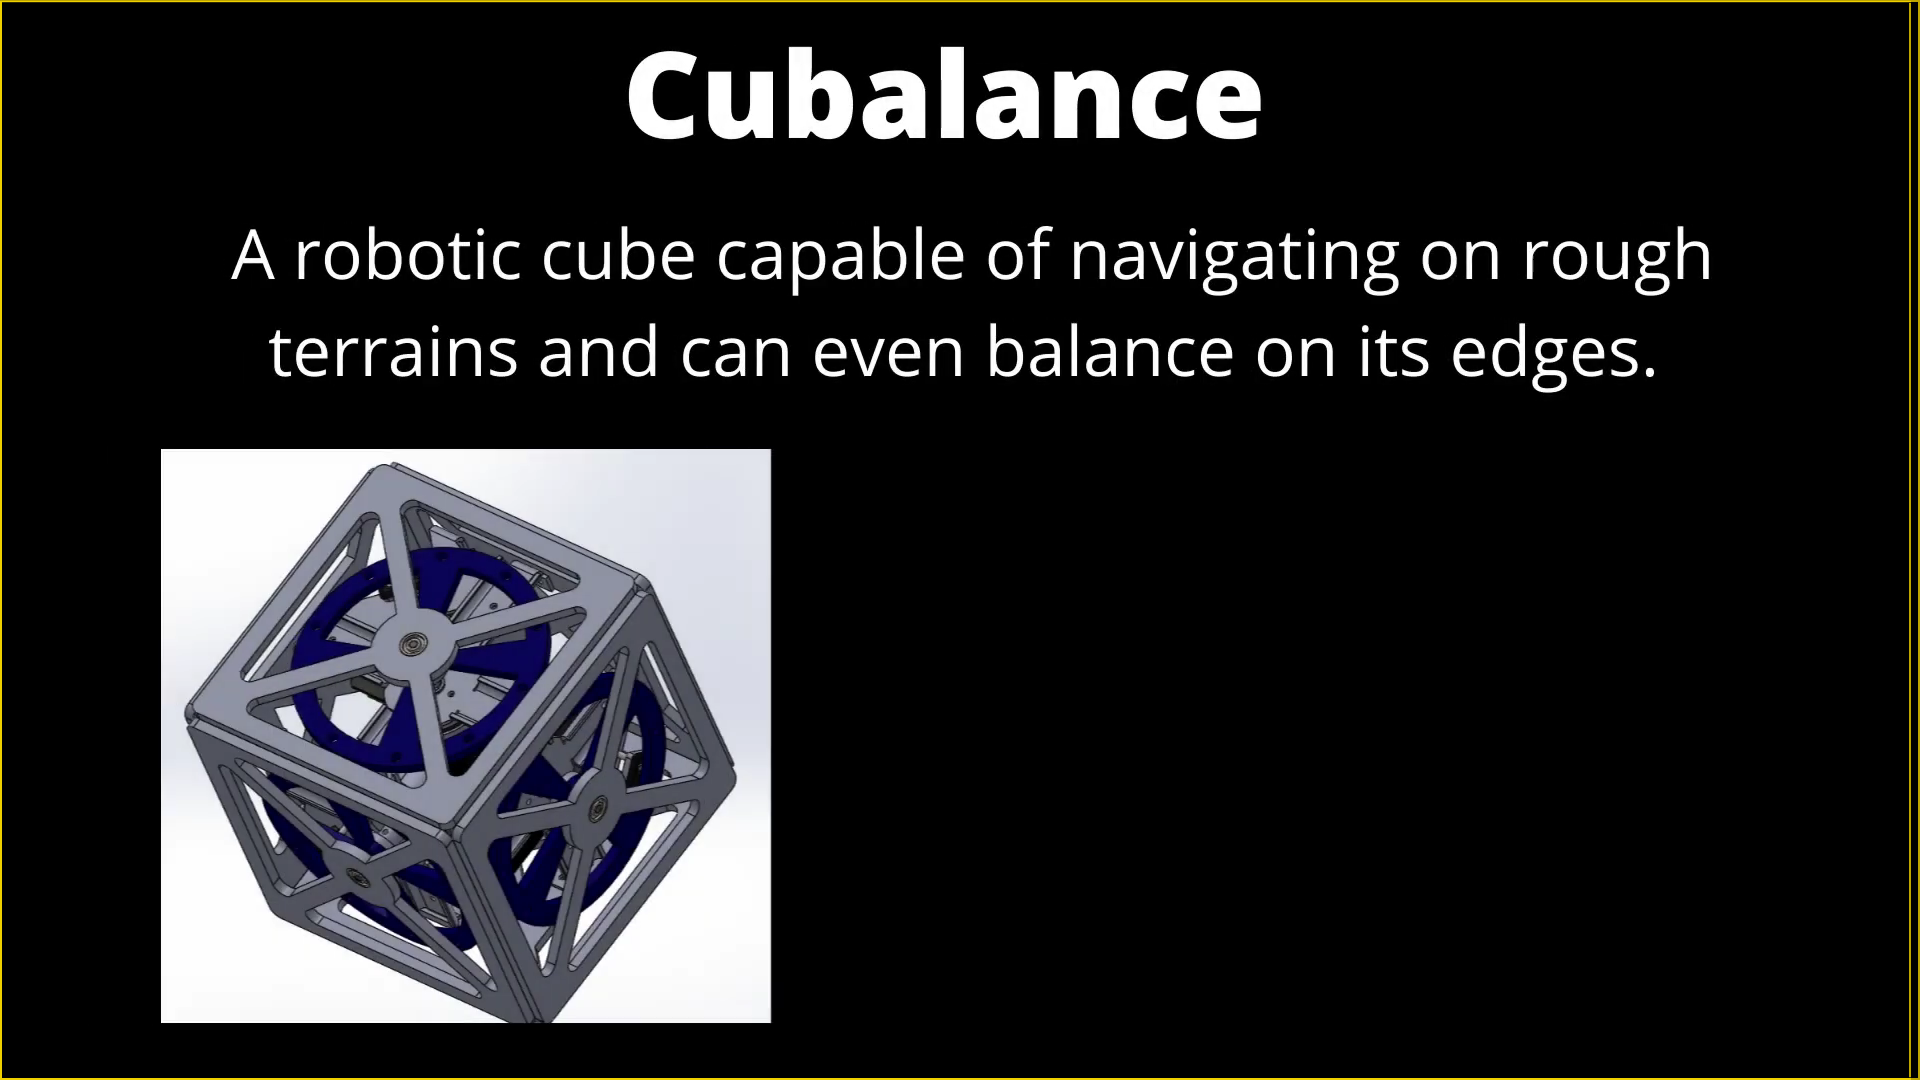 Cubalance
A robotic cube capable of navigating on rough
terrains and can even balance on its edges.